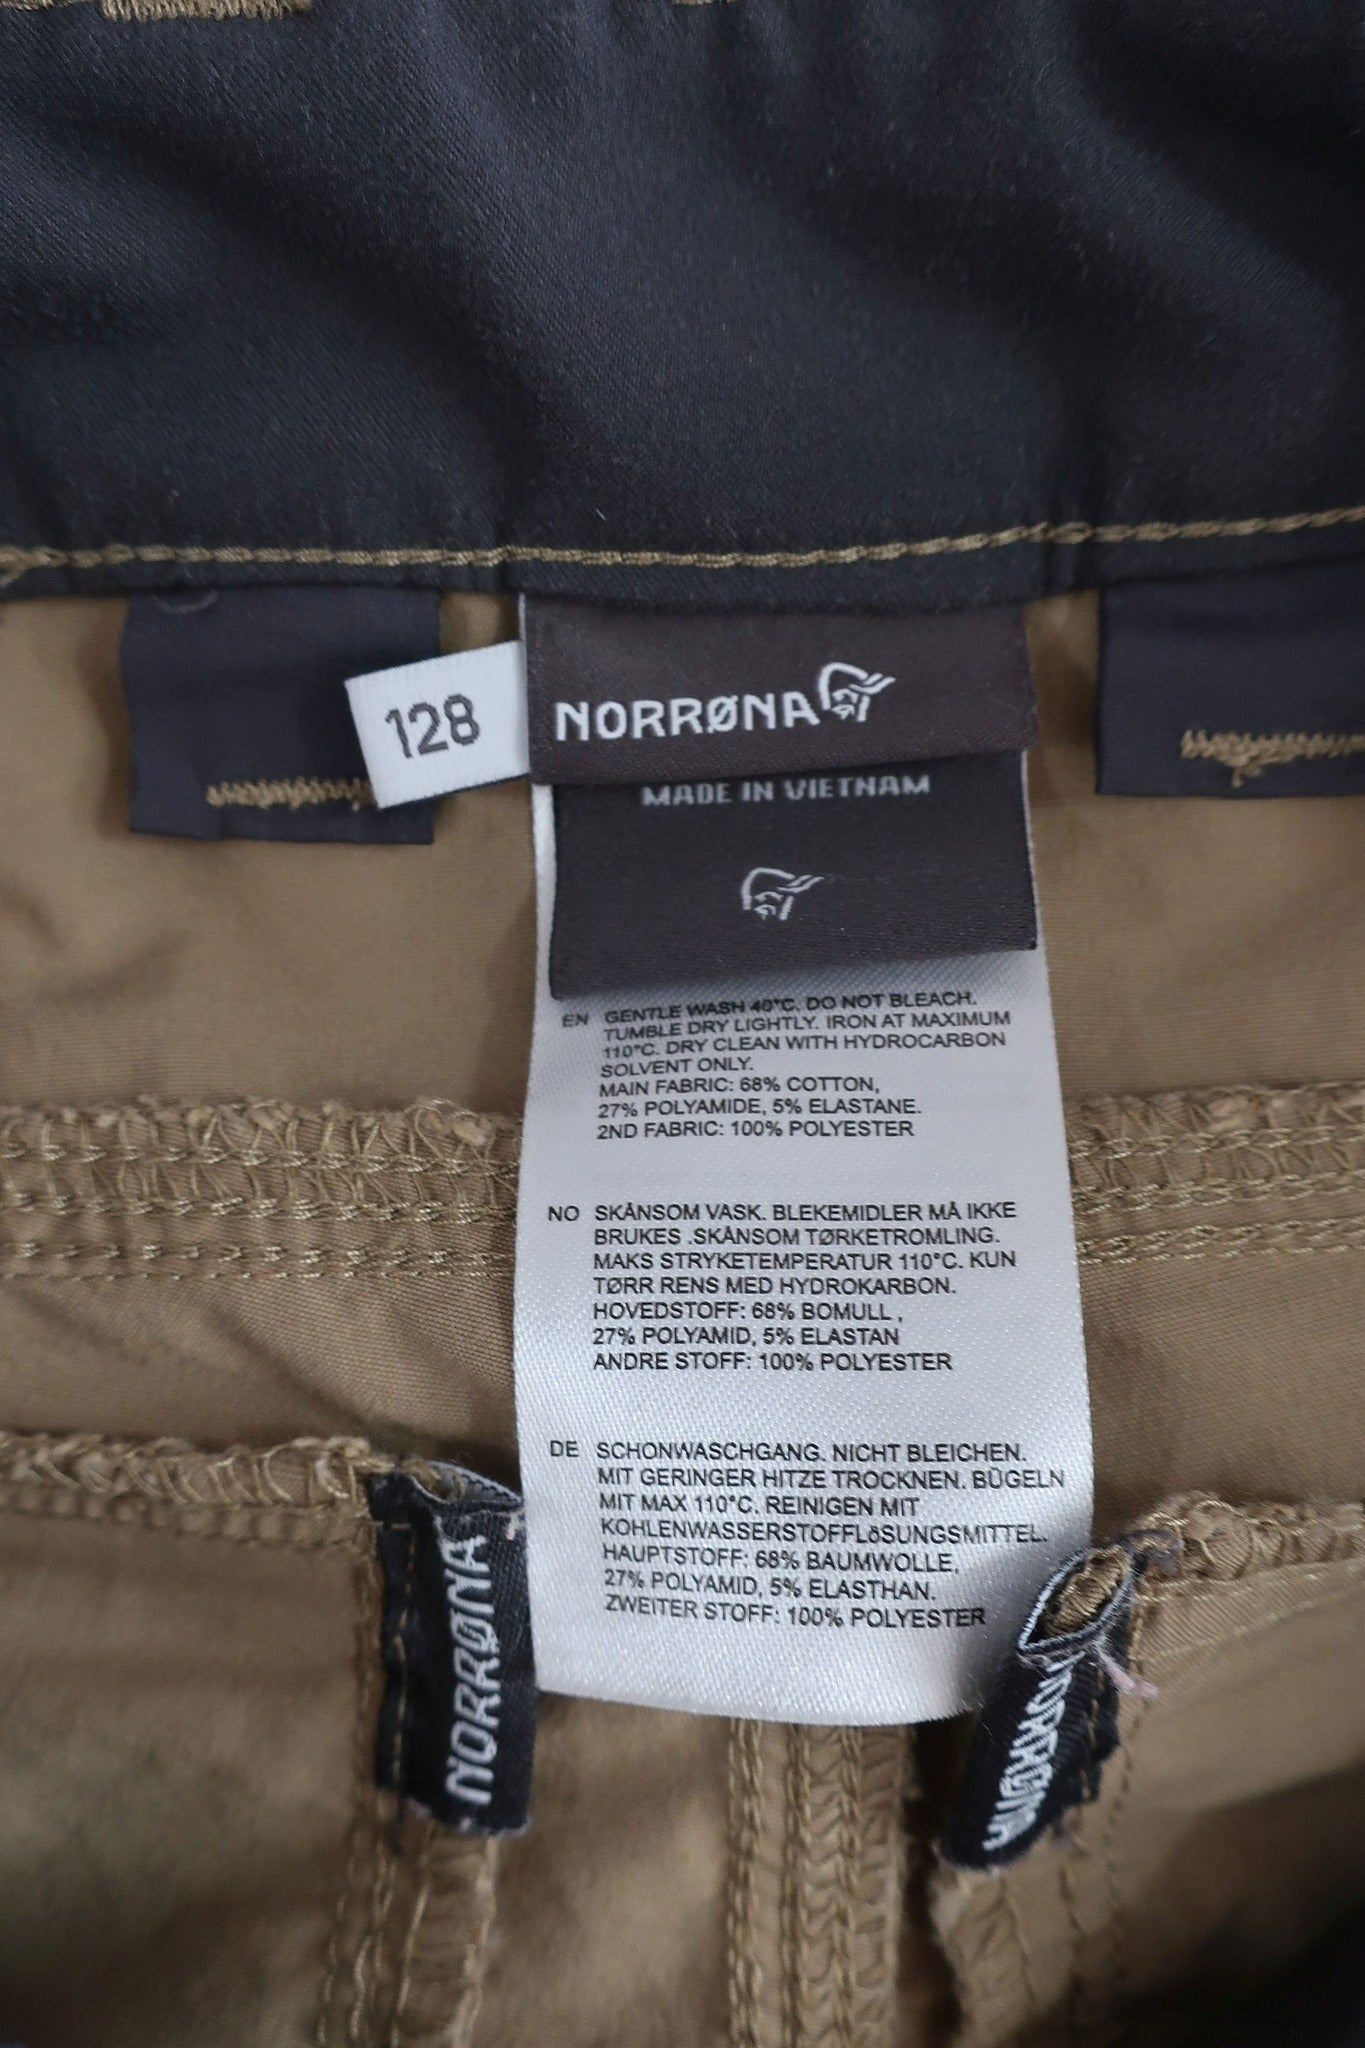 128
NORRØNA
MADE IN VIETNAM
EN GENTLE WASH 40°C. DO NOT BLEACH.
TUMBLE DRY LIGHTLY. IRON AT MAXIMUM
110°C. DRY CLEAN WITH HYDROCARBON
SOLVENT ONLY.
MAIN FABRIC: 68% COTTON,
27% POLYAMIDE, 5% ELASTANE.
2ND FABRIC: 100% POLYESTER
NO SKÅNSOM VASK. BLEKEMIDLER MÅ IKKE
BRUKES .SKÅNSOM TØRKETROMLING.
MAKS STRYKETEMPERATUR 110°C. KUN
TØRR RENS MED HYDROKARBON.
HOVEDSTOFF: 68% BOMULL ,
27% POLYAMID, 5% ELASTAN
ANDRE STOFF: 100% POLYESTER
DE SCHONWASCHGANG. NICHT BLEICHEN.
MIT GERINGER HITZE TROCKNEN. BÜGELN
MIT MAX 110°C. REINIGEN MIT
KOHLENWASSERSTOFFLöSUNGSMITTEL.
HAUPTSTOFF: 68% BAUMWOLLE,
27% POLYAMID, 5% ELASTHAN.
ZWEITER STOFF: 100% POLYESTER
NORRØNA
NORRØNA